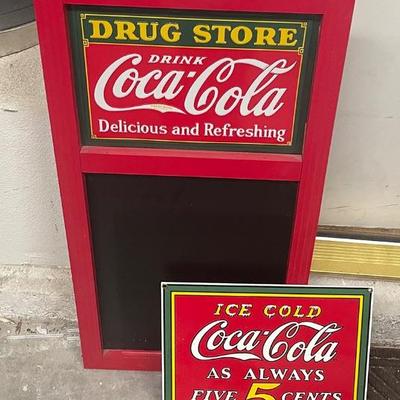 DRUG STORE
DRINK
Coca-Cola
Delicious and Refreshing
ICE COLD
Coca-Cola
AS ALWAYS
FIVE 5 CENTS